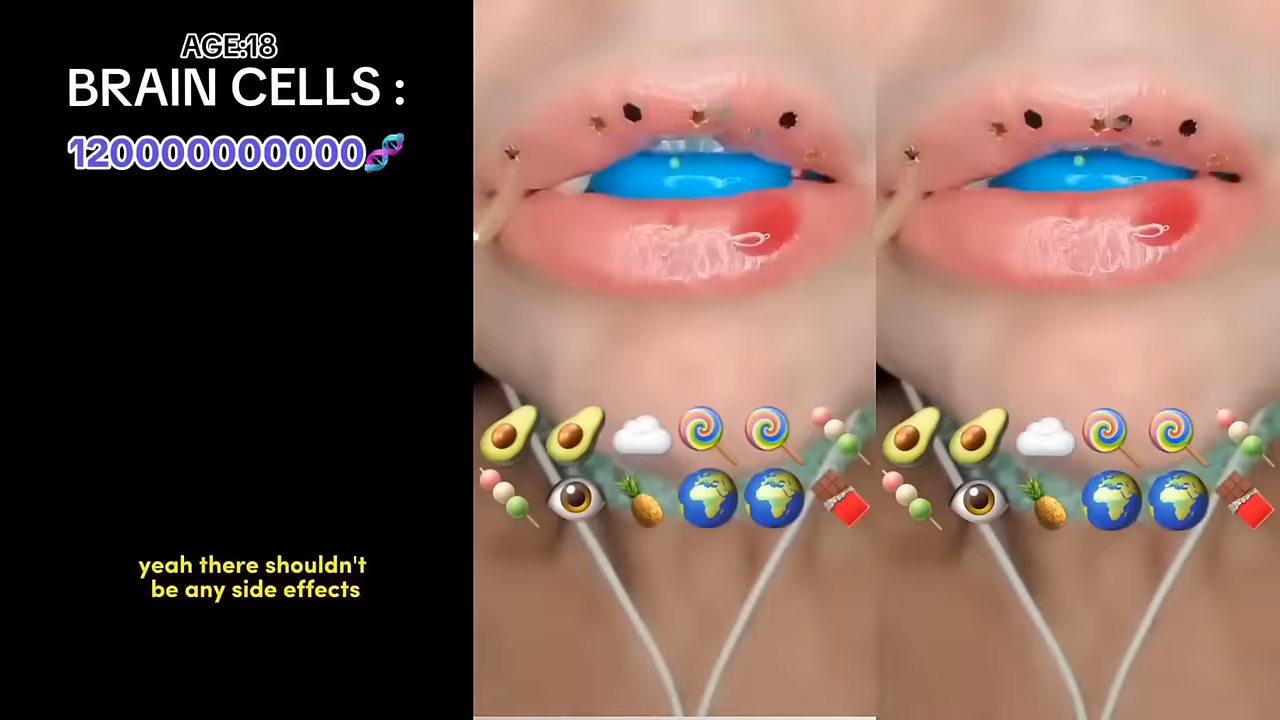 AGE:18
BRAIN CELLS :
120000000000🧬
yeah there shouldn't
be any side effects